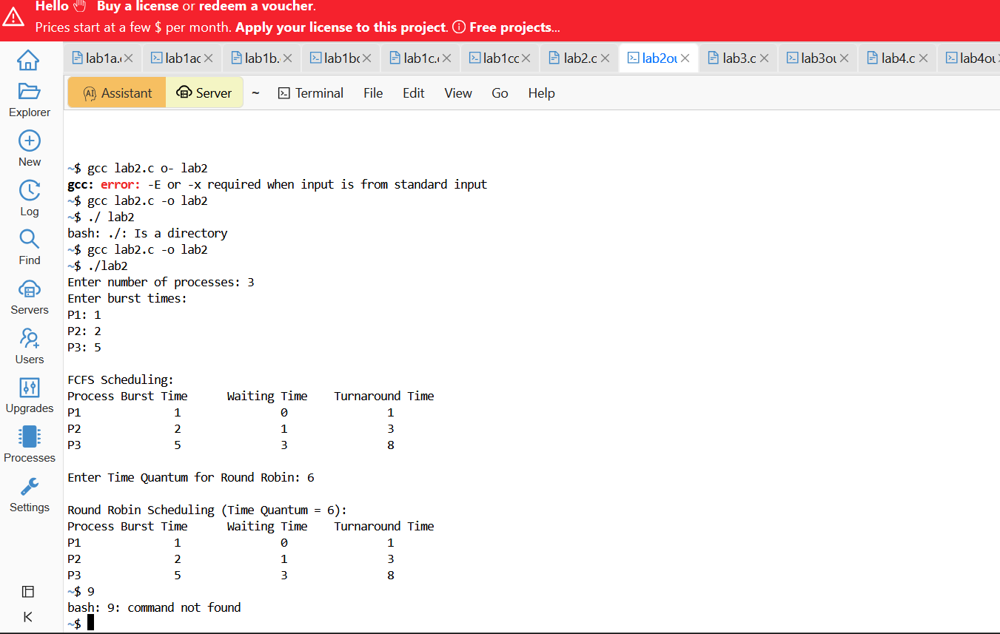 Hello Buy a license or redeem a voucher.
Prices start at a few $ per month. Apply your license to this project. Free projects...
lab1a. lab1ac lab1b. lab1bc lab1c. lab1cc lab2.c lab2ou lab3.c lab3ou lab4.c lab4ou
Assistant Server ~ Terminal File Edit View Go Help
Explorer
New
Log
Find
Servers
Users
Upgrades
Processes
Settings
~$ gcc lab2.c o- lab2
gcc: error: -E or -x required when input is from standard input
~$ gcc lab2.c -o lab2
~$ ./ lab2
bash: ./: Is a directory
~$ gcc lab2.c -o lab2
~$ ./lab2
Enter number of processes: 3
Enter burst times:
P1: 1
P2: 2
P3: 5
FCFS Scheduling:
Process Burst Time Waiting Time Turnaround Time
P1 1 0 1
P2 2 1 3
P3 5 3 8
Enter Time Quantum for Round Robin: 6
Round Robin Scheduling (Time Quantum = 6):
Process Burst Time Waiting Time Turnaround Time
P1 1 0 1
P2 2 1 3
P3 5 3 8
~$ 9
bash: 9: command not found
~$